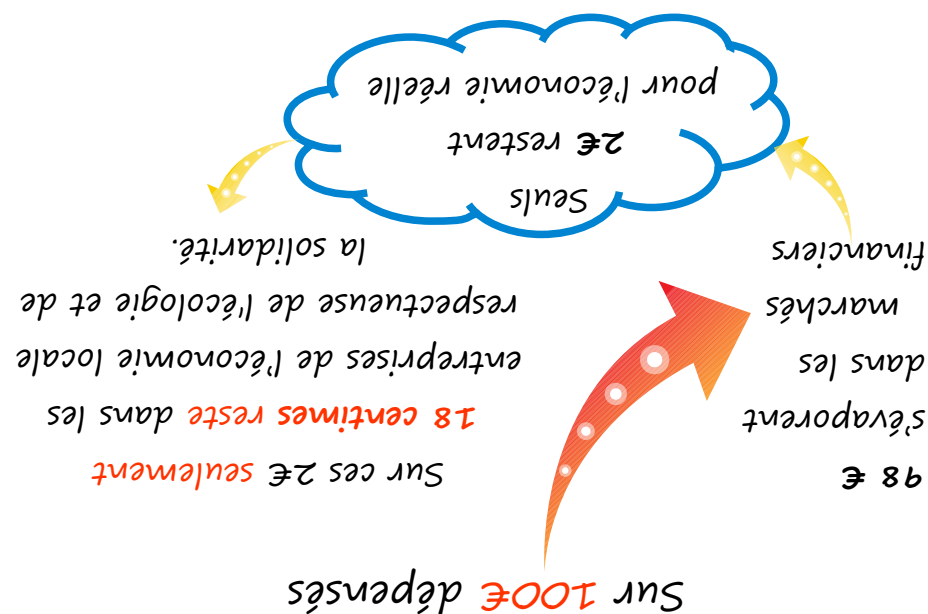 Sur 100€ dépensés
98 €
s'évaporent
dans les
marchés
financiers
Seuls
2€ restent
pour l'économie réelle
Sur ces 2€ seulement
18 centimes reste dans les
entreprises de l'économie locale
respectueuse de l'écologie et de
la solidarité.